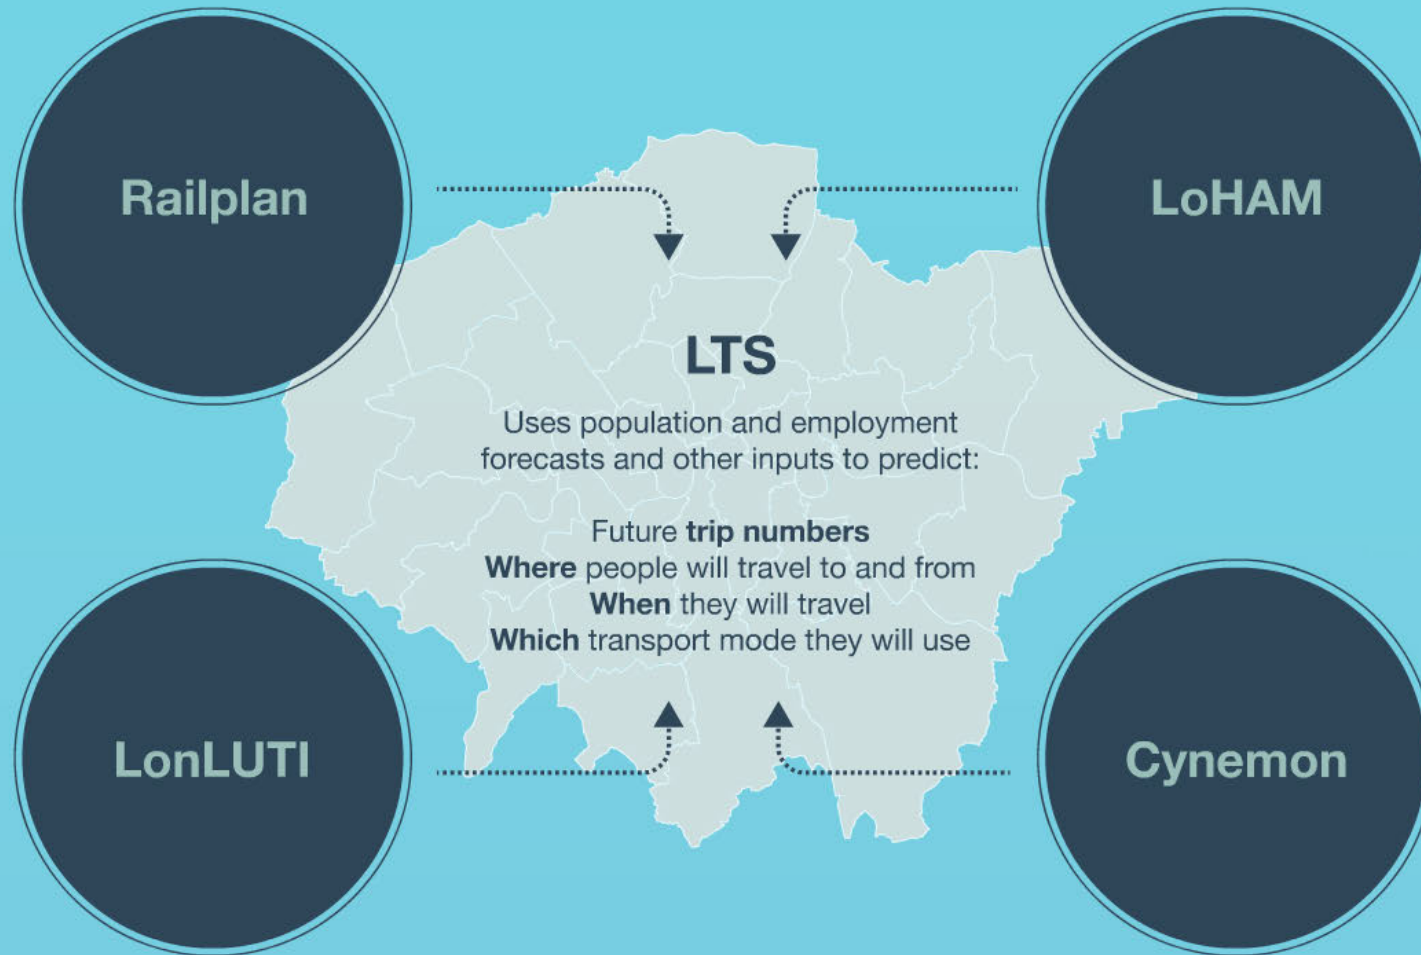 Railplan
LoHAM
LTS
Uses population and employment
forecasts and other inputs to predict:
Future trip numbers
Where people will travel to and from
When they will travel
Which transport mode they will use
LonLUTI
Cynemon